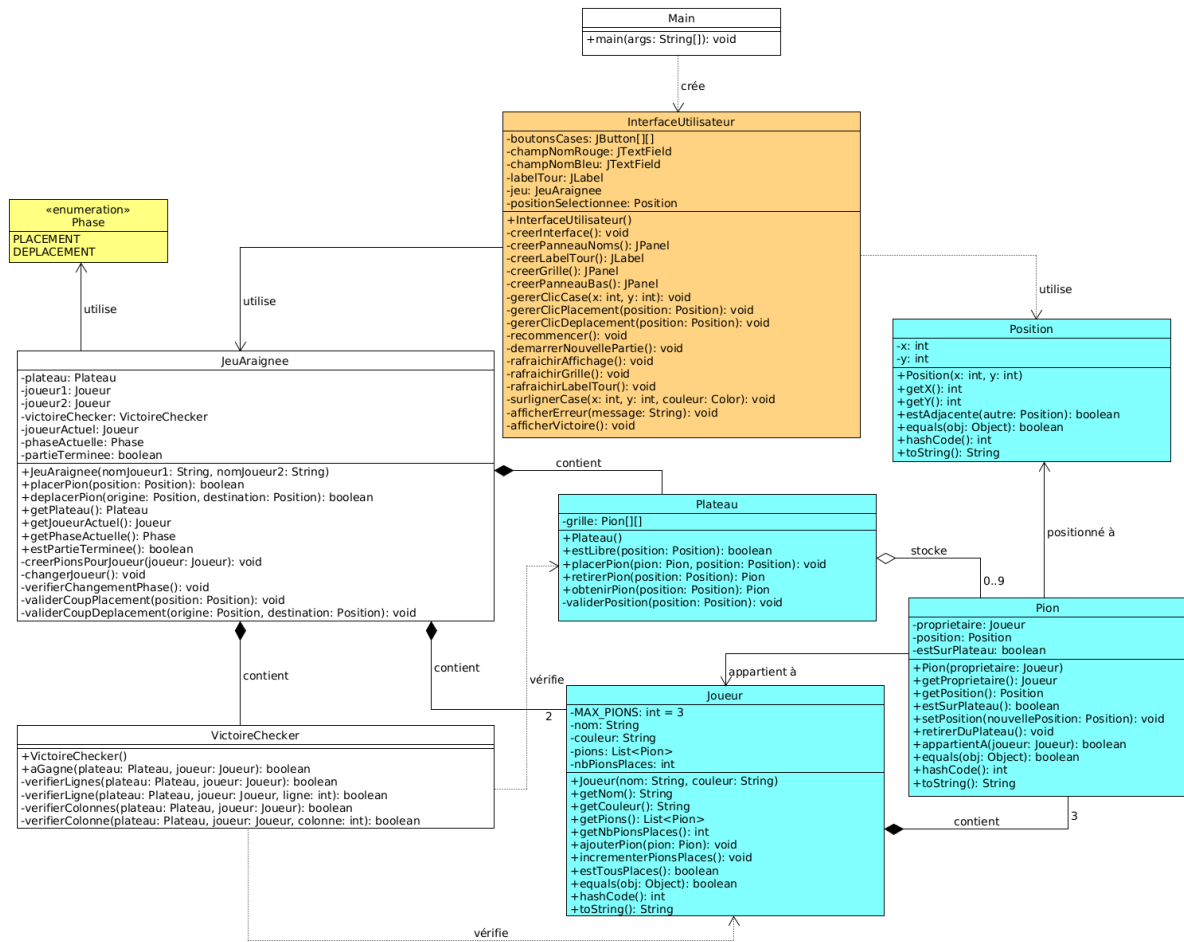 Main
+main(args: String[]): void
crée
InterfaceUtilisateur
-boutonsCases: JButton[][]
-champNomRouge: JTextField
-champNomBleu: JTextField
-labelTour: JLabel
-jeu: JeuAraignee
-positionSelectionnee: Position
+InterfaceUtilisateur()
-creerInterface(): void
-creerPanneauNoms(): JPanel
-creerLabelTour(): JLabel
-creerGrille(): JPanel
-creerPanneauBas(): JPanel
-gererClicCase(x: int, y: int): void
-gererClicPlacement(position: Position): void
-gererClicDeplacement(position: Position): void
-recommencer(): void
-demarrerNouvellePartie(): void
-rafraichirAffichage(): void
-rafraichirGrille(): void
-rafraichirLabelTour(): void
-surlignerCase(x: int, y: int, couleur: Color): void
-afficherErreur(message: String): void
-afficherVictoire(): void
«enumeration»
Phase
PLACEMENT
DEPLACEMENT
utilise
utilise
utilise
Position
-x: int
-y: int
+Position(x: int, y: int)
+getX(): int
+getY(): int
+estAdjacente(autre: Position): boolean
+equals(obj: Object): boolean
+hashCode(): int
+toString(): String
JeuAraignee
-plateau: Plateau
-joueur1: Joueur
-joueur2: Joueur
-victoireChecker: VictoireChecker
-joueurActuel: Joueur
-phaseActuelle: Phase
-partieTerminee: boolean
+JeuAraignee(nomJoueur1: String, nomJoueur2: String)
+placerPion(position: Position): boolean
+deplacerPion(origine: Position, destination: Position): boolean
+getPlateau(): Plateau
+getJoueurActuel(): Joueur
+getPhaseActuelle(): Phase
+estPartieTerminee(): boolean
-creerPionsPourJoueur(joueur: Joueur): void
-changerJoueur(): void
-verifierChangementPhase(): void
-validerCoupPlacement(position: Position): void
-validerCoupDeplacement(origine: Position, destination: Position): void
contient
Plateau
-grille: Pion[][]
+Plateau()
+estLibre(position: Position): boolean
+placerPion(pion: Pion, position: Position): void
+retirerPion(position: Position): Pion
+obtenirPion(position: Position): Pion
-validerPosition(position: Position): void
stocke
0..9
positionné à
Pion
-proprietaire: Joueur
-position: Position
-estSurPlateau: boolean
+Pion(proprietaire: Joueur)
+getProprietaire(): Joueur
+getPosition(): Position
+estSurPlateau(): boolean
+setPosition(nouvellePosition: Position): void
+retirerDuPlateau(): void
+appartientA(joueur: Joueur): boolean
+equals(obj: Object): boolean
+hashCode(): int
+toString(): String
contient
contient
2
vérifie
appartient à
Joueur
-MAX_PIONS: int = 3
-nom: String
-couleur: String
-pions: List<Pion>
-nbPionsPlaces: int
+Joueur(nom: String, couleur: String)
+getNom(): String
+getCouleur(): String
+getPions(): List<Pion>
+getNbPionsPlaces(): int
+ajouterPion(pion: Pion): void
+incrementerPionsPlaces(): void
+estTousPlaces(): boolean
+equals(obj: Object): boolean
+hashCode(): int
+toString(): String
contient
3
VictoireChecker
+VictoireChecker()
+aGagne(plateau: Plateau, joueur: Joueur): boolean
-verifierLignes(plateau: Plateau, joueur: Joueur): boolean
-verifierLigne(plateau: Plateau, joueur: Joueur, ligne: int): boolean
-verifierColonnes(plateau: Plateau, joueur: Joueur): boolean
-verifierColonne(plateau: Plateau, joueur: Joueur, colonne: int): boolean
vérifie